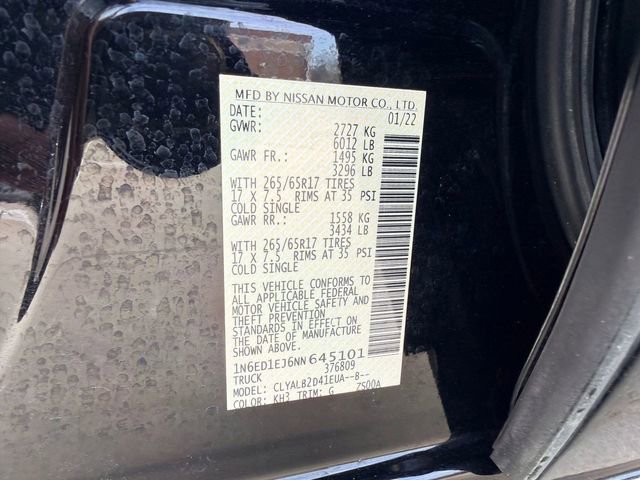 MFD BY NISSAN MOTOR CO., LTD.
DATE: 01/22
GVWR: 2727 KG
6012 LB
GAWR FR.: 1495 KG
3296 LB
WITH 265/65R17 TIRES
17 X 7.5 RIMS AT 35 PSI
COLD SINGLE
GAWR RR.: 1558 KG
3434 LB
WITH 265/65R17 TIRES
17 X 7.5 RIMS AT 35 PSI
COLD SINGLE
THIS VEHICLE CONFORMS TO
ALL APPLICABLE FEDERAL
MOTOR VEHICLE SAFETY AND
THEFT PREVENTION
STANDARDS IN EFFECT ON
THE DATE OF MANUFACTURE
SHOWN ABOVE.
1N6ED1EJ6NN 645101
TRUCK 376809
MODEL: CLYALB2D41EUA--B--
COLOR: KH3 TRIM: G 7S00A